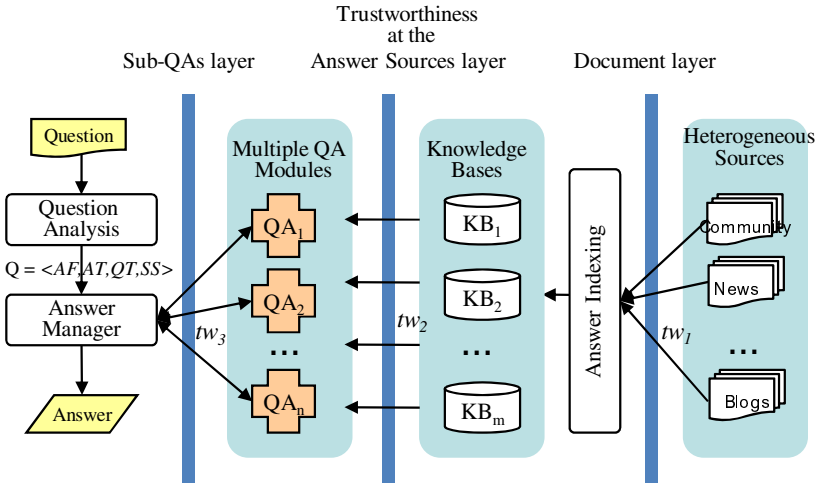 Trustworthiness
at the
Sub-QAs layer
Answer Sources layer
Document layer
Question
Question
Analysis
Q = <AF,AT,QT,SS>
Answer
Manager
Answer
tw3
Multiple QA
Modules
QA1
QA2
...
QAn
tw2
Knowledge
Bases
KB1
KB2
...
KBm
Answer Indexing
tw1
Heterogeneous
Sources
Community
News
...
Blogs